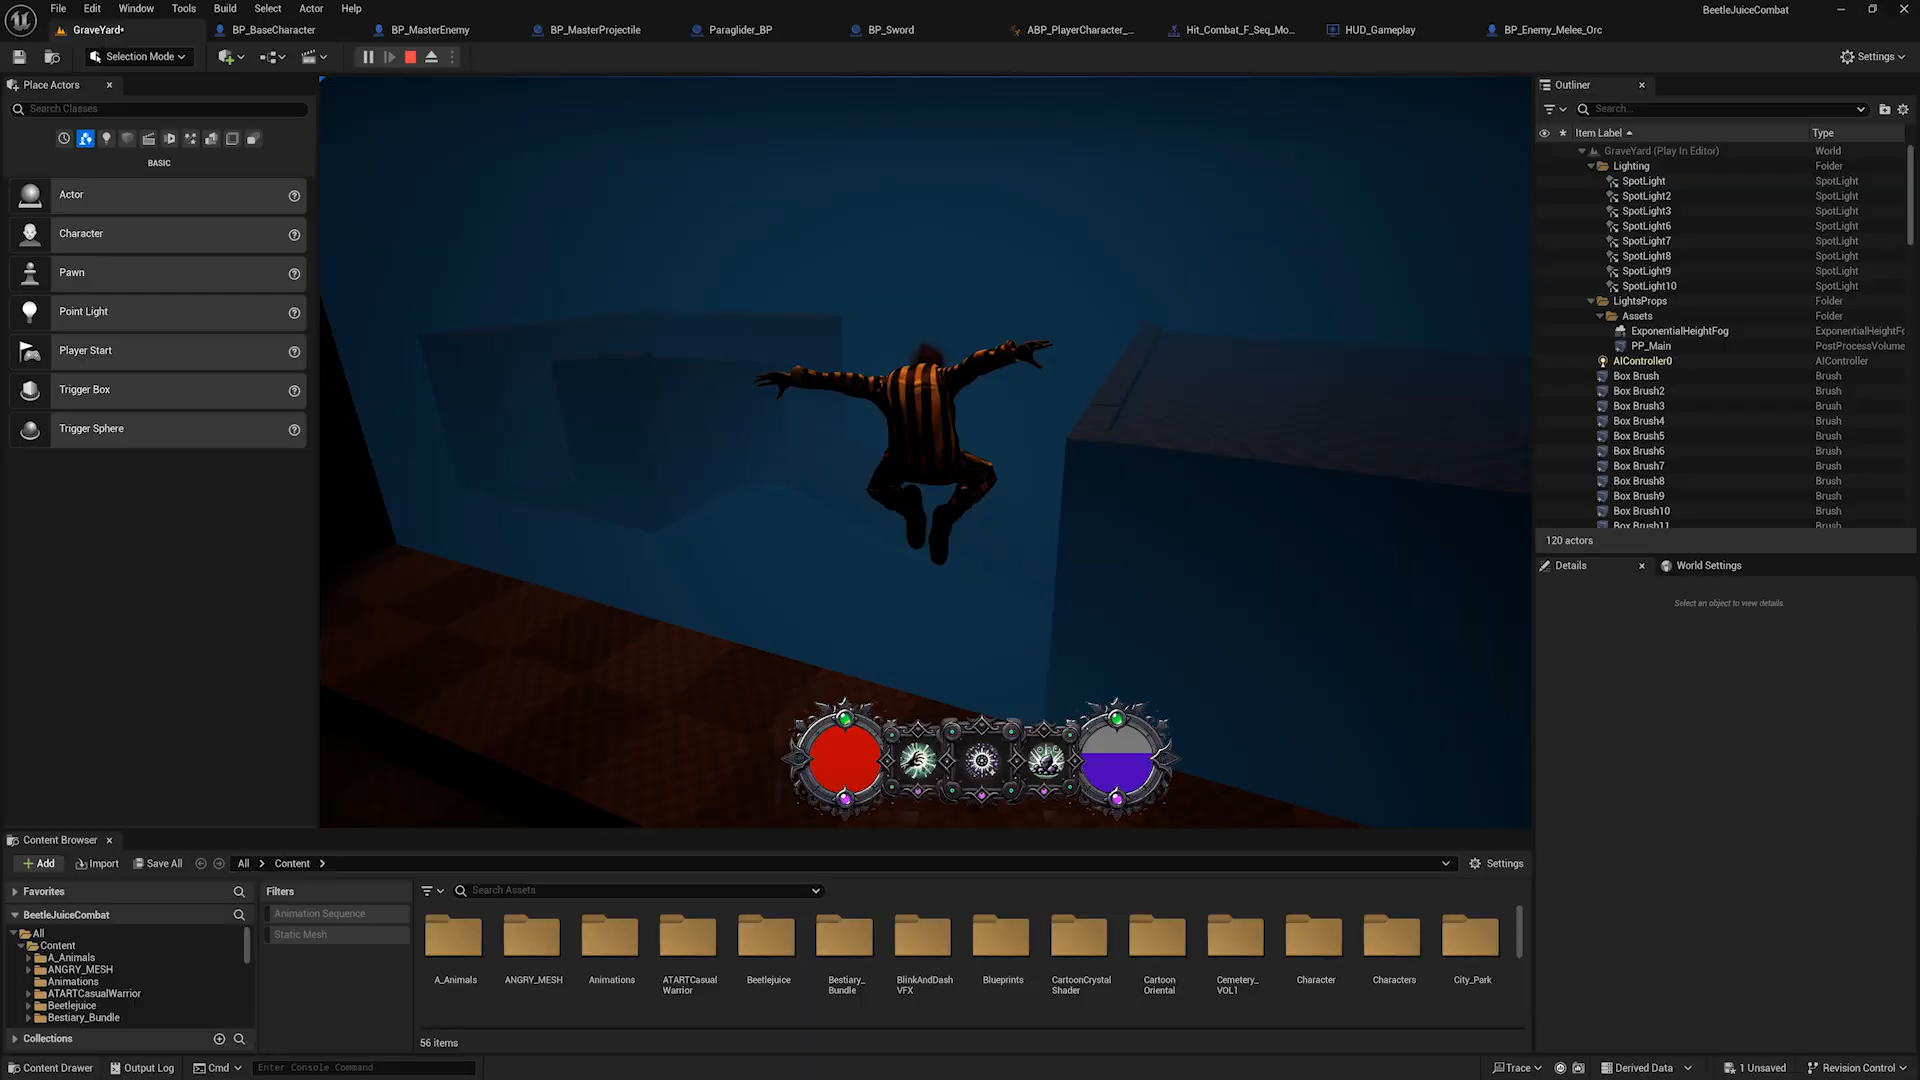 File Edit Window Tools Build Select Actor Help
BeetleJuiceCombat
GraveYard*
BP_BaseCharacter
BP_MasterEnemy
BP_MasterProjectile
Paraglider_BP
BP_Sword
ABP_PlayerCharacter_...
Hit_Combat_F_Seq_Mo...
HUD_Gameplay
BP_Enemy_Melee_Orc
Selection Mode
Settings
Place Actors
Search Classes
BASIC
Actor
Character
Pawn
Point Light
Player Start
Trigger Box
Trigger Sphere
Outliner
Search...
Item Label Type
GraveYard (Play In Editor) World
Lighting Folder
SpotLight SpotLight
SpotLight2 SpotLight
SpotLight3 SpotLight
SpotLight6 SpotLight
SpotLight7 SpotLight
SpotLight8 SpotLight
SpotLight9 SpotLight
SpotLight10 SpotLight
LightsProps Folder
Assets Folder
ExponentialHeightFog ExponentialHeightFo
PP_Main PostProcessVolume
AIController0 AIController
Box Brush Brush
Box Brush2 Brush
Box Brush3 Brush
Box Brush4 Brush
Box Brush5 Brush
Box Brush6 Brush
Box Brush7 Brush
Box Brush8 Brush
Box Brush9 Brush
Box Brush10 Brush
Box Brush11 Brush
120 actors
Details
World Settings
Select an object to view details.
Content Browser
Add Import Save All All Content Settings
Favorites
BeetleJuiceCombat
All
Content
A_Animals
ANGRY_MESH
Animations
ATARTCasualWarrior
Beetlejuice
Bestiary_Bundle
Collections
Filters
Animation Sequence
Static Mesh
Search Assets
A_Animals
ANGRY_MESH
Animations
ATARTCasual
Warrior
Beetlejuice
Bestiary_
Bundle
BlinkAndDash
VFX
Blueprints
CartoonCrystal
Shader
Cartoon
Oriental
Cemetery_
VOL1
Character
Characters
City_Park
56 items
Content Drawer Output Log Cmd Enter Console Command
Trace Derived Data 1 Unsaved Revision Control